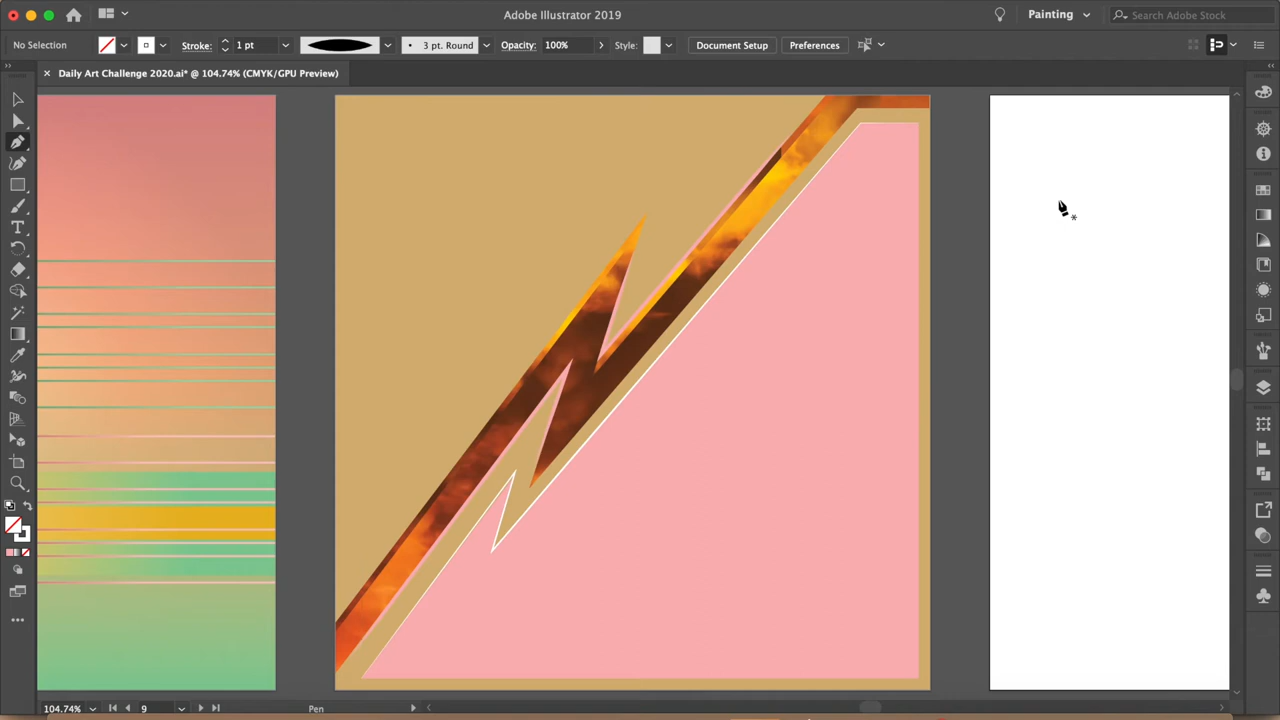 Adobe Illustrator 2019
Painting
Search Adobe Stock
No Selection
Stroke:
1 pt
3 pt. Round
Opacity:
100%
Style:
Document Setup
Preferences
Daily Art Challenge 2020.ai* @ 104.74% (CMYK/GPU Preview)
104.74%
9
Pen